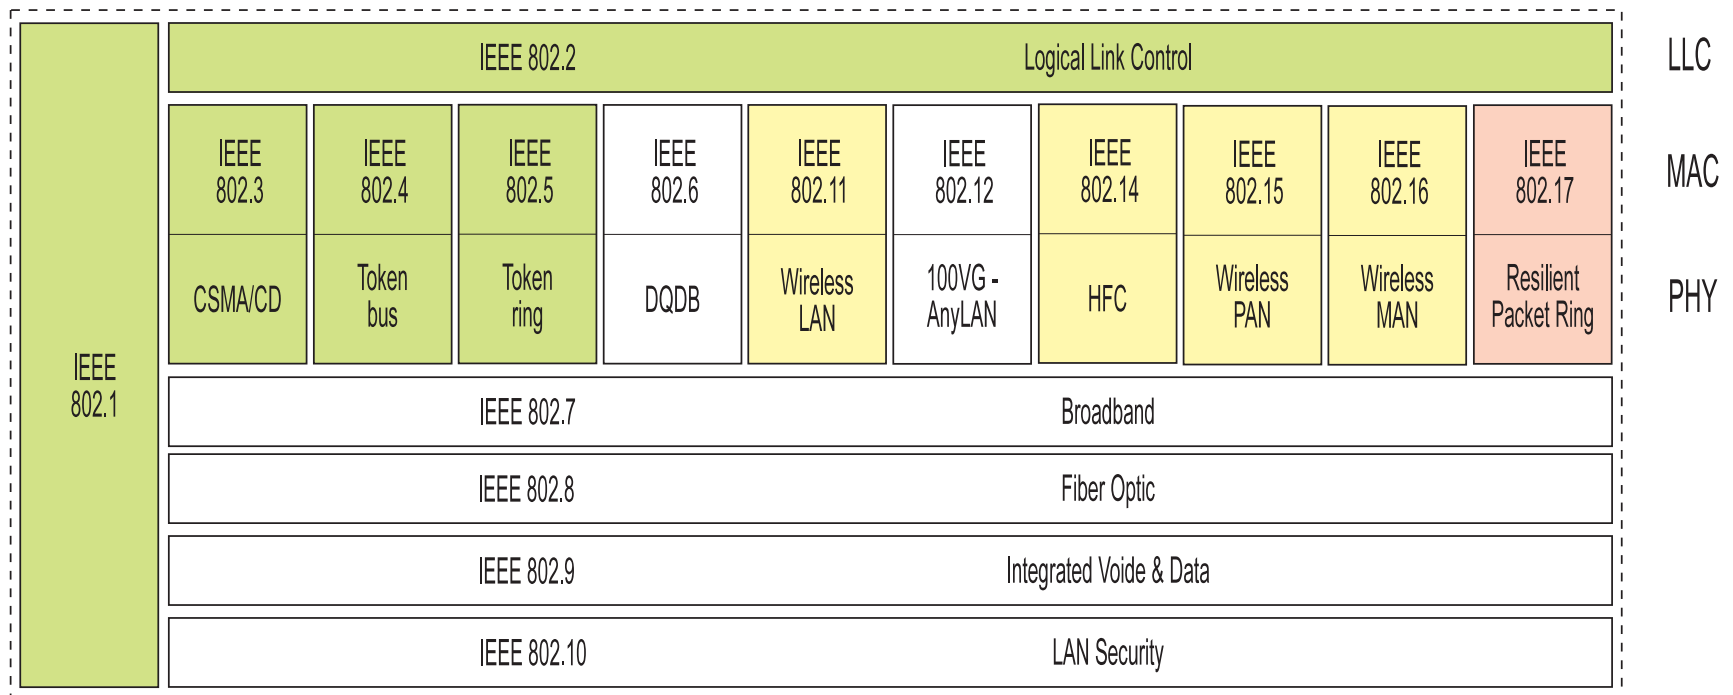 IEEE 802.2 Logical Link Control LLC
IEEE
802.3
CSMA/CD
IEEE
802.4
Token
bus
IEEE
802.5
Token
ring
IEEE
802.6
DQDB
IEEE
802.11
Wireless
LAN
IEEE
802.12
100VG -
AnyLAN
IEEE
802.14
HFC
IEEE
802.15
Wireless
PAN
IEEE
802.16
Wireless
MAN
IEEE
802.17
Resilient
Packet Ring
MAC
PHY
IEEE
802.1
IEEE 802.7 Broadband
IEEE 802.8 Fiber Optic
IEEE 802.9 Integrated Voide & Data
IEEE 802.10 LAN Security